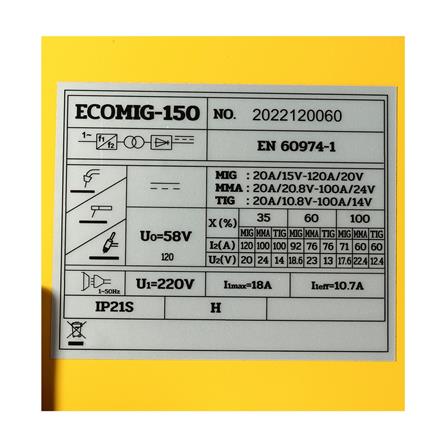 ECOMIG-150
NO. 2022120060
1~ f1 f2
EN 60974-1
MIG : 20A/15V-120A/20V
MMA : 20A/20.8V-100A/24V
TIG : 20A/10.8V-100A/14V
U0=58V
120
X (%) 35 60 100
MIG MMA TIG MIG MMA TIG MIG MMA TIG
I2(A) 120 100 100 92 76 76 71 60 60
U2(V) 20 24 14 18.6 23 13 17.6 22.4 12.4
1~50Hz
U1=220V
I1max=18A
I1eff=10.7A
IP21S
H